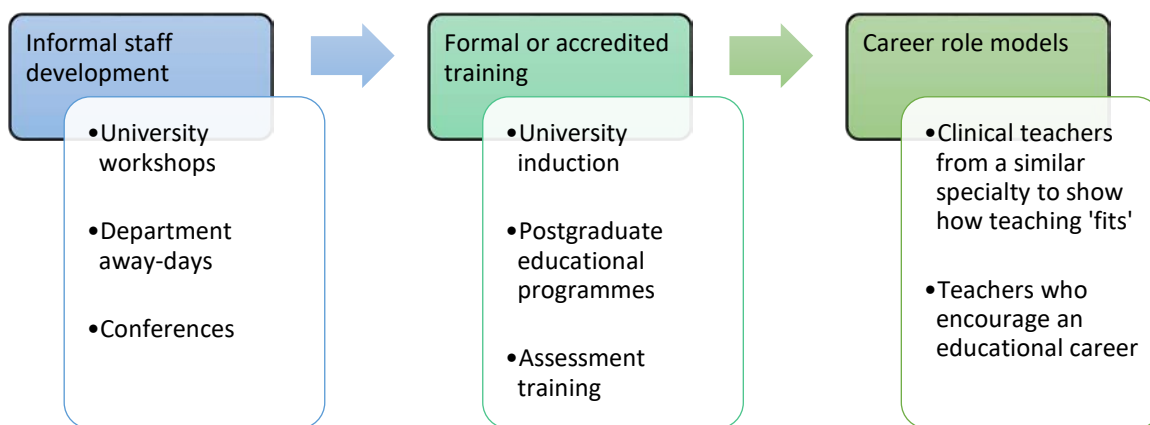 Informal staff
development
•University
workshops
•Department
away-days
•Conferences
Formal or accredited
training
•University
induction
•Postgraduate
educational
programmes
•Assessment
training
Career role models
•Clinical teachers
from a similar
specialty to show
how teaching 'fits'
•Teachers who
encourage an
educational career